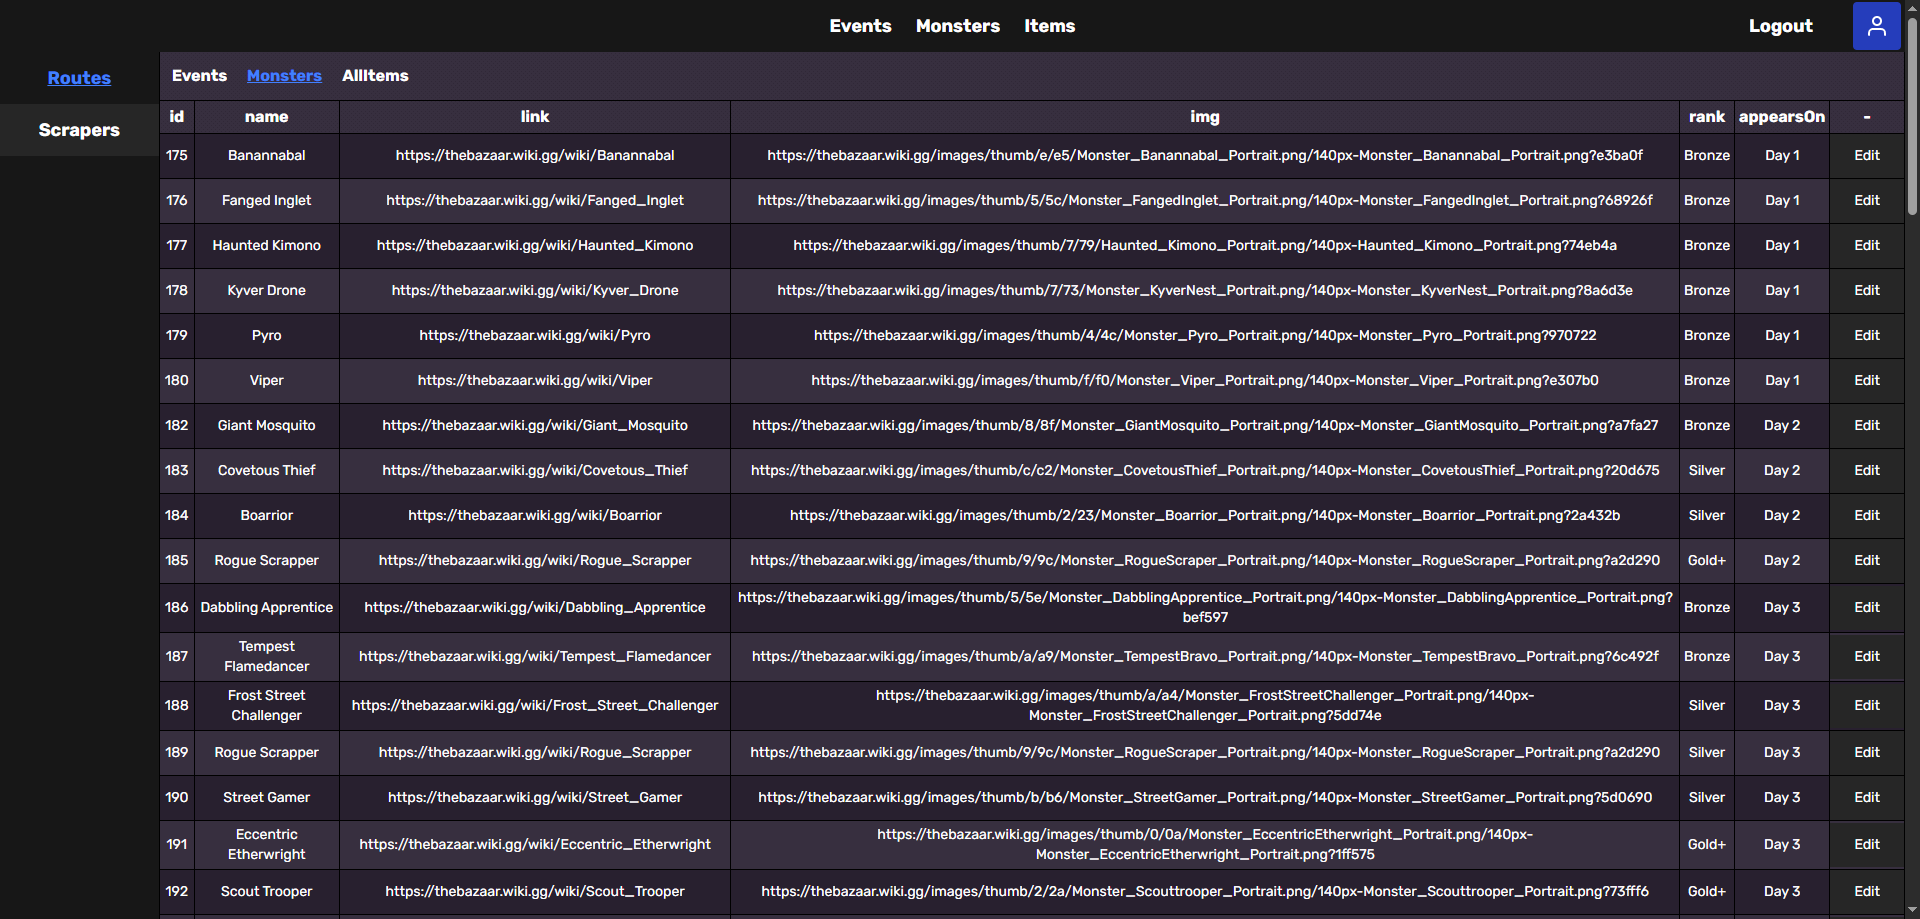 Events Monsters Items Logout
Routes
Scrapers
Events Monsters AllItems
id name link img rank appearsOn -
175 Banannabal https://thebazaar.wiki.gg/wiki/Banannabal https://thebazaar.wiki.gg/images/thumb/e/e5/Monster_Banannabal_Portrait.png/140px-Monster_Banannabal_Portrait.png?e3ba0f Bronze Day 1 Edit
176 Fanged Inglet https://thebazaar.wiki.gg/wiki/Fanged_Inglet https://thebazaar.wiki.gg/images/thumb/5/5c/Monster_FangedInglet_Portrait.png/140px-Monster_FangedInglet_Portrait.png?68926f Bronze Day 1 Edit
177 Haunted Kimono https://thebazaar.wiki.gg/wiki/Haunted_Kimono https://thebazaar.wiki.gg/images/thumb/7/79/Haunted_Kimono_Portrait.png/140px-Haunted_Kimono_Portrait.png?74eb4a Bronze Day 1 Edit
178 Kyver Drone https://thebazaar.wiki.gg/wiki/Kyver_Drone https://thebazaar.wiki.gg/images/thumb/7/73/Monster_KyverNest_Portrait.png/140px-Monster_KyverNest_Portrait.png?8a6d3e Bronze Day 1 Edit
179 Pyro https://thebazaar.wiki.gg/wiki/Pyro https://thebazaar.wiki.gg/images/thumb/4/4c/Monster_Pyro_Portrait.png/140px-Monster_Pyro_Portrait.png?970722 Bronze Day 1 Edit
180 Viper https://thebazaar.wiki.gg/wiki/Viper https://thebazaar.wiki.gg/images/thumb/f/f0/Monster_Viper_Portrait.png/140px-Monster_Viper_Portrait.png?e307b0 Bronze Day 1 Edit
182 Giant Mosquito https://thebazaar.wiki.gg/wiki/Giant_Mosquito https://thebazaar.wiki.gg/images/thumb/8/8f/Monster_GiantMosquito_Portrait.png/140px-Monster_GiantMosquito_Portrait.png?a7fa27 Bronze Day 2 Edit
183 Covetous Thief https://thebazaar.wiki.gg/wiki/Covetous_Thief https://thebazaar.wiki.gg/images/thumb/c/c2/Monster_CovetousThief_Portrait.png/140px-Monster_CovetousThief_Portrait.png?20d675 Silver Day 2 Edit
184 Boarrior https://thebazaar.wiki.gg/wiki/Boarrior https://thebazaar.wiki.gg/images/thumb/2/23/Monster_Boarrior_Portrait.png/140px-Monster_Boarrior_Portrait.png?2a432b Silver Day 2 Edit
185 Rogue Scrapper https://thebazaar.wiki.gg/wiki/Rogue_Scrapper https://thebazaar.wiki.gg/images/thumb/9/9c/Monster_RogueScraper_Portrait.png/140px-Monster_RogueScraper_Portrait.png?a2d290 Gold+ Day 2 Edit
186 Dabbling Apprentice https://thebazaar.wiki.gg/wiki/Dabbling_Apprentice https://thebazaar.wiki.gg/images/thumb/5/5e/Monster_DabblingApprentice_Portrait.png/140px-Monster_DabblingApprentice_Portrait.png?
bef597 Bronze Day 3 Edit
187 Tempest
Flamedancer https://thebazaar.wiki.gg/wiki/Tempest_Flamedancer https://thebazaar.wiki.gg/images/thumb/a/a9/Monster_TempestBravo_Portrait.png/140px-Monster_TempestBravo_Portrait.png?6c492f Bronze Day 3 Edit
188 Frost Street
Challenger https://thebazaar.wiki.gg/wiki/Frost_Street_Challenger https://thebazaar.wiki.gg/images/thumb/a/a4/Monster_FrostStreetChallenger_Portrait.png/140px-
Monster_FrostStreetChallenger_Portrait.png?5dd74e Silver Day 3 Edit
189 Rogue Scrapper https://thebazaar.wiki.gg/wiki/Rogue_Scrapper https://thebazaar.wiki.gg/images/thumb/9/9c/Monster_RogueScraper_Portrait.png/140px-Monster_RogueScraper_Portrait.png?a2d290 Silver Day 3 Edit
190 Street Gamer https://thebazaar.wiki.gg/wiki/Street_Gamer https://thebazaar.wiki.gg/images/thumb/b/b6/Monster_StreetGamer_Portrait.png/140px-Monster_StreetGamer_Portrait.png?5d0690 Silver Day 3 Edit
191 Eccentric
Etherwright https://thebazaar.wiki.gg/wiki/Eccentric_Etherwright https://thebazaar.wiki.gg/images/thumb/0/0a/Monster_EccentricEtherwright_Portrait.png/140px-
Monster_EccentricEtherwright_Portrait.png?1ff575 Gold+ Day 3 Edit
192 Scout Trooper https://thebazaar.wiki.gg/wiki/Scout_Trooper https://thebazaar.wiki.gg/images/thumb/2/2a/Monster_Scouttrooper_Portrait.png/140px-Monster_Scouttrooper_Portrait.png?73fff6 Gold+ Day 3 Edit